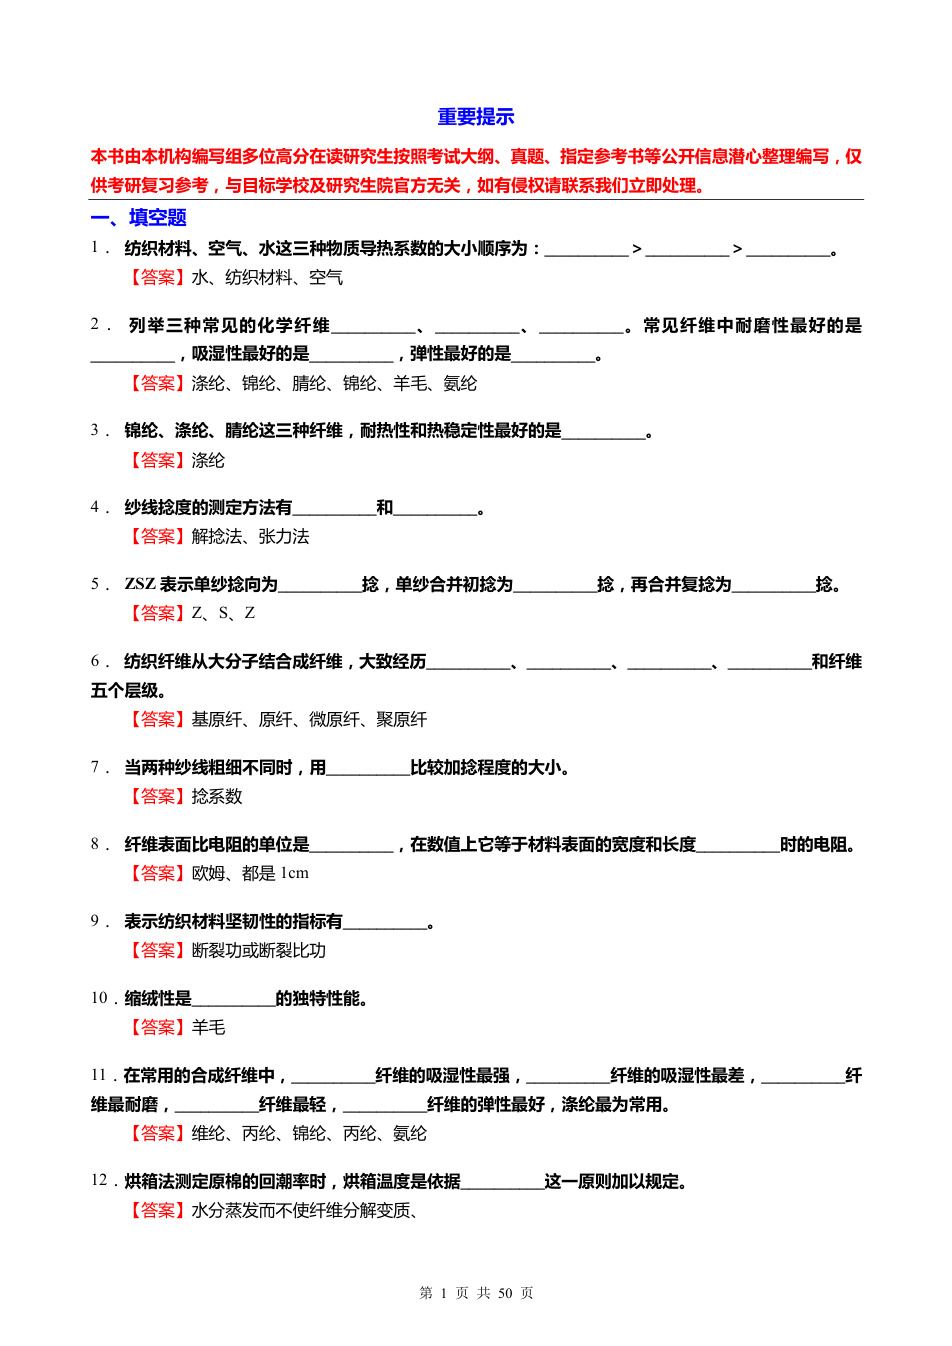 重要提示
本书由本机构编写组多位高分在读研究生按照考试大纲、真题、指定参考书等公开信息潜心整理编写，仅
供考研复习参考，与目标学校及研究生院官方无关，如有侵权请联系我们立即处理。
一、填空题
1． 纺织材料、空气、水这三种物质导热系数的大小顺序为：__________＞__________＞__________。
【答案】水、纺织材料、空气
2． 列举三种常见的化学纤维__________、__________、__________。常见纤维中耐磨性最好的是
__________，吸湿性最好的是__________，弹性最好的是__________。
【答案】涤纶、锦纶、腈纶、锦纶、羊毛、氨纶
3． 锦纶、涤纶、腈纶这三种纤维，耐热性和热稳定性最好的是__________。
【答案】涤纶
4． 纱线捻度的测定方法有__________和__________。
【答案】解捻法、张力法
5． ZSZ 表示单纱捻向为__________捻，单纱合并初捻为__________捻，再合并复捻为__________捻。
【答案】Z、S、Z
6． 纺织纤维从大分子结合成纤维，大致经历__________、__________、__________、__________和纤维
五个层级。
【答案】基原纤、原纤、微原纤、聚原纤
7． 当两种纱线粗细不同时，用__________比较加捻程度的大小。
【答案】捻系数
8． 纤维表面比电阻的单位是__________，在数值上它等于材料表面的宽度和长度__________时的电阻。
【答案】欧姆、都是 1cm
9． 表示纺织材料坚韧性的指标有__________。
【答案】断裂功或断裂比功
10．缩绒性是__________的独特性能。
【答案】羊毛
11．在常用的合成纤维中，__________纤维的吸湿性最强，__________纤维的吸湿性最差，__________纤
维最耐磨，__________纤维最轻，__________纤维的弹性最好，涤纶最为常用。
【答案】维纶、丙纶、锦纶、丙纶、氨纶
12．烘箱法测定原棉的回潮率时，烘箱温度是依据__________这一原则加以规定。
【答案】水分蒸发而不使纤维分解变质、
第 1 页 共 50 页